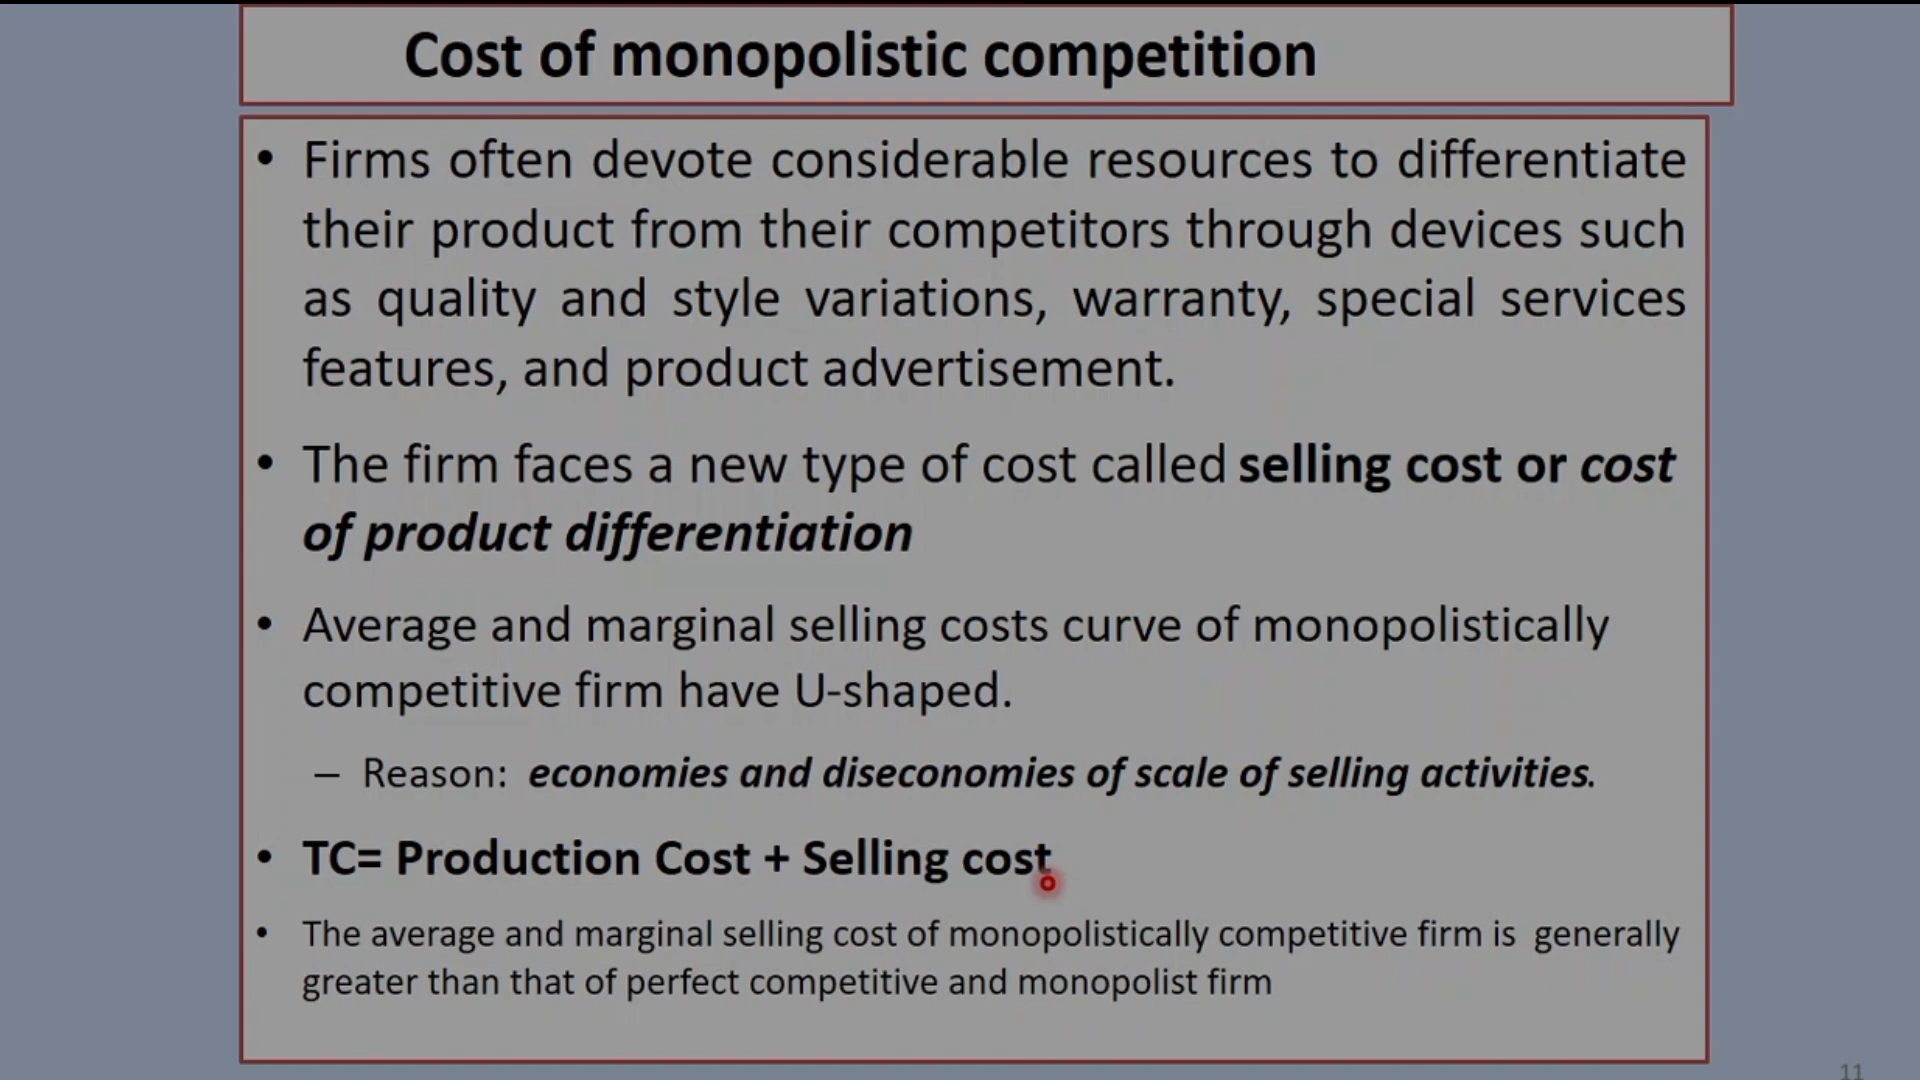 Cost of monopolistic competition
• Firms often devote considerable resources to differentiate
their product from their competitors through devices such
as quality and style variations, warranty, special services
features, and product advertisement.
• The firm faces a new type of cost called selling cost or cost
of product differentiation
• Average and marginal selling costs curve of monopolistically
competitive firm have U-shaped.
– Reason: economies and diseconomies of scale of selling activities.
• TC= Production Cost + Selling cost
• The average and marginal selling cost of monopolistically competitive firm is generally
greater than that of perfect competitive and monopolist firm
11